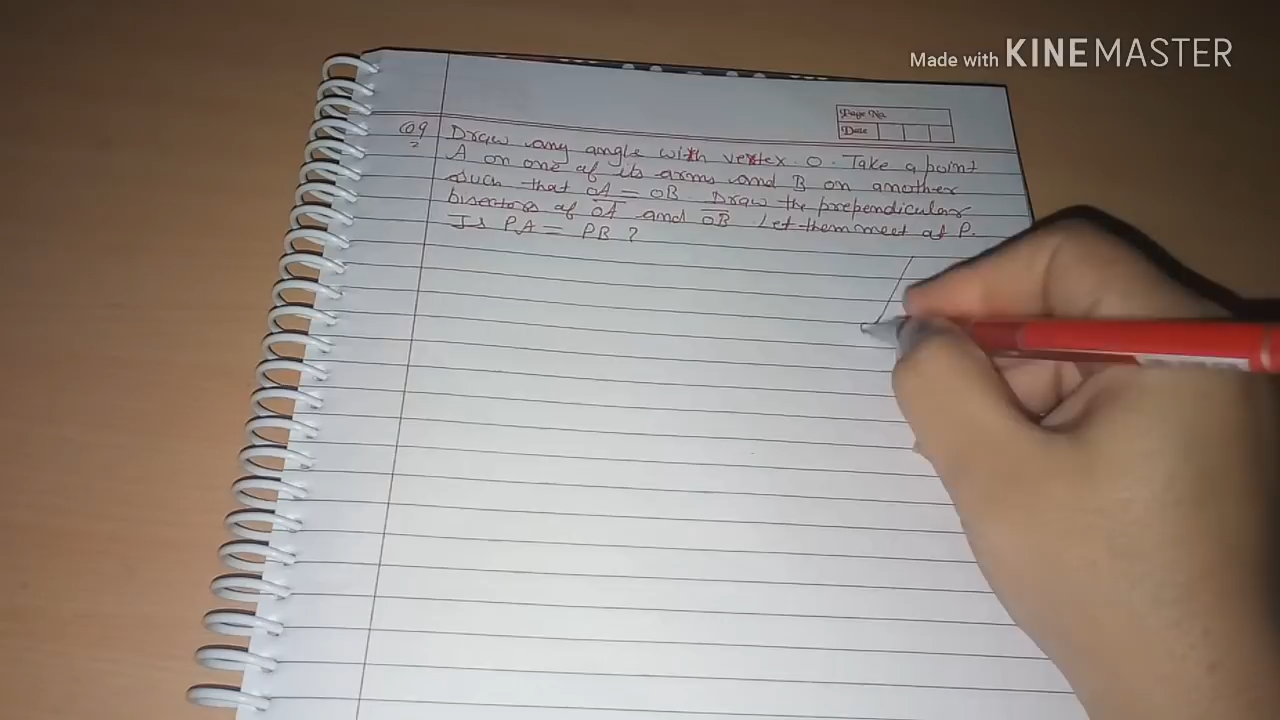 Made with KINEMASTER
Page No.
Date
Q9 Draw any angle with vertex O. Take a point
A on one of its arms and B on another
such that OA = OB. Draw the prependicular
bisectors of OA and OB. Let them meet at P.
Is PA = PB ?